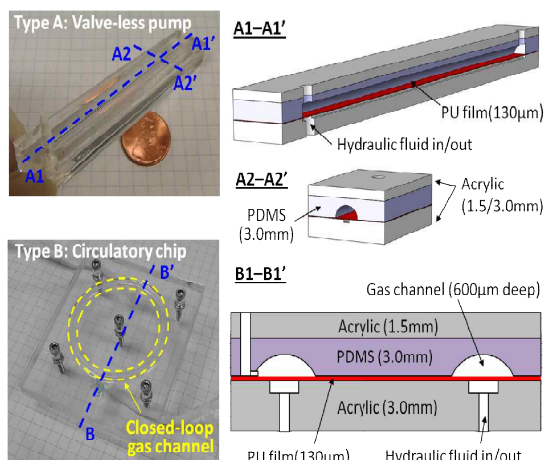 Type A: Valve-less pump
A2
A1'
A2'
A1
A1–A1'
PU film(130μm)
Hydraulic fluid in/out
A2–A2'
PDMS
(3.0mm)
Acrylic
(1.5/3.0mm)
Type B: Circulatory chip
B'
B
Closed-loop
gas channel
B1–B1'
Gas channel (600μm deep)
Acrylic (1.5mm)
PDMS (3.0mm)
Acrylic (3.0mm)
PU film(130μm)
Hydraulic fluid in/out